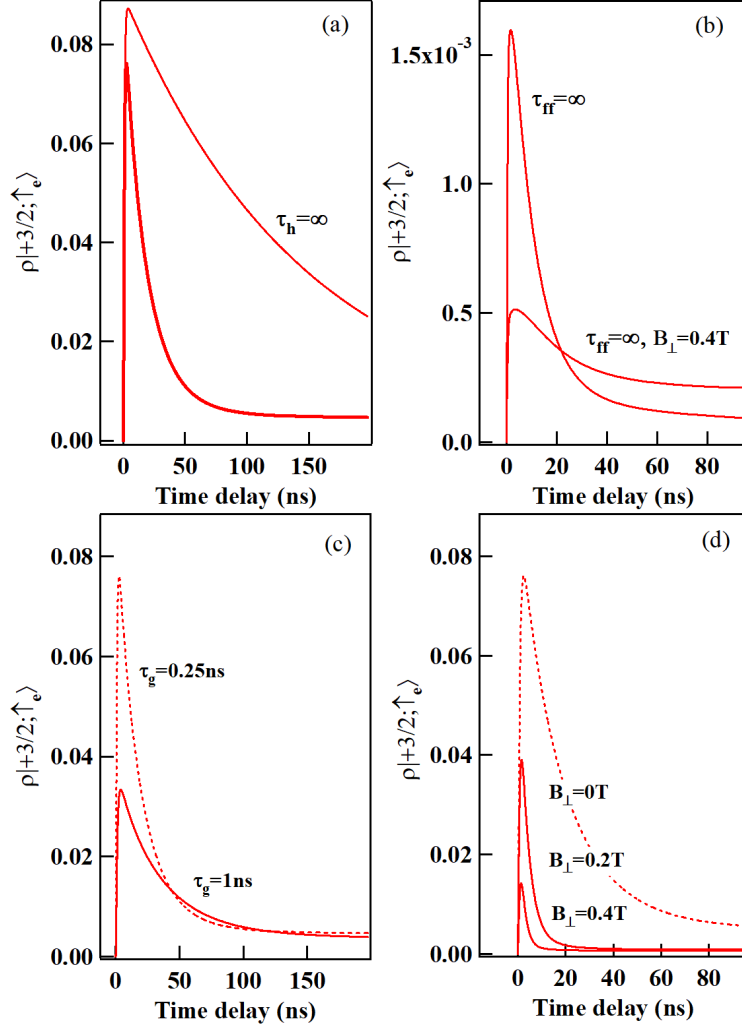 (a)
0.08
0.06
0.04
0.02
0.00
ρ|+3/2;↑e⟩
τh=∞
0 50 100 150
Time delay (ns)
(b)
1.5x10-3
1.0
0.5
0.0
ρ|+3/2;↑e⟩
τff=∞
τff=∞, B⊥=0.4T
0 20 40 60 80
Time delay (ns)
(c)
0.08
0.06
0.04
0.02
0.00
ρ|+3/2;↑e⟩
τg=0.25ns
τg=1ns
0 50 100 150
Time delay (ns)
(d)
0.08
0.06
0.04
0.02
0.00
ρ|+3/2;↑e⟩
B⊥=0T
B⊥=0.2T
B⊥=0.4T
0 20 40 60 80
Time delay (ns)